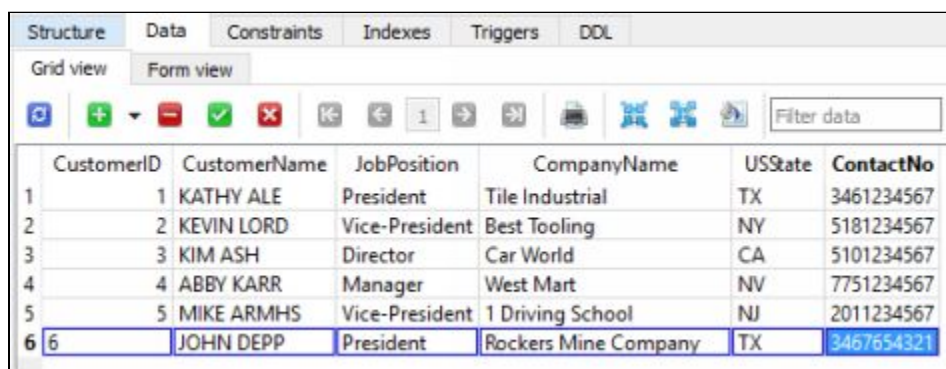 Structure Data Constraints Indexes Triggers DDL
Grid view Form view
1 Filter data
CustomerID CustomerName JobPosition CompanyName USState ContactNo
1 1 KATHY ALE President Tile Industrial TX 3461234567
2 2 KEVIN LORD Vice-President Best Tooling NY 5181234567
3 3 KIM ASH Director Car World CA 5101234567
4 4 ABBY KARR Manager West Mart NV 7751234567
5 5 MIKE ARMHS Vice-President 1 Driving School NJ 2011234567
6 6 JOHN DEPP President Rockers Mine Company TX 3467654321